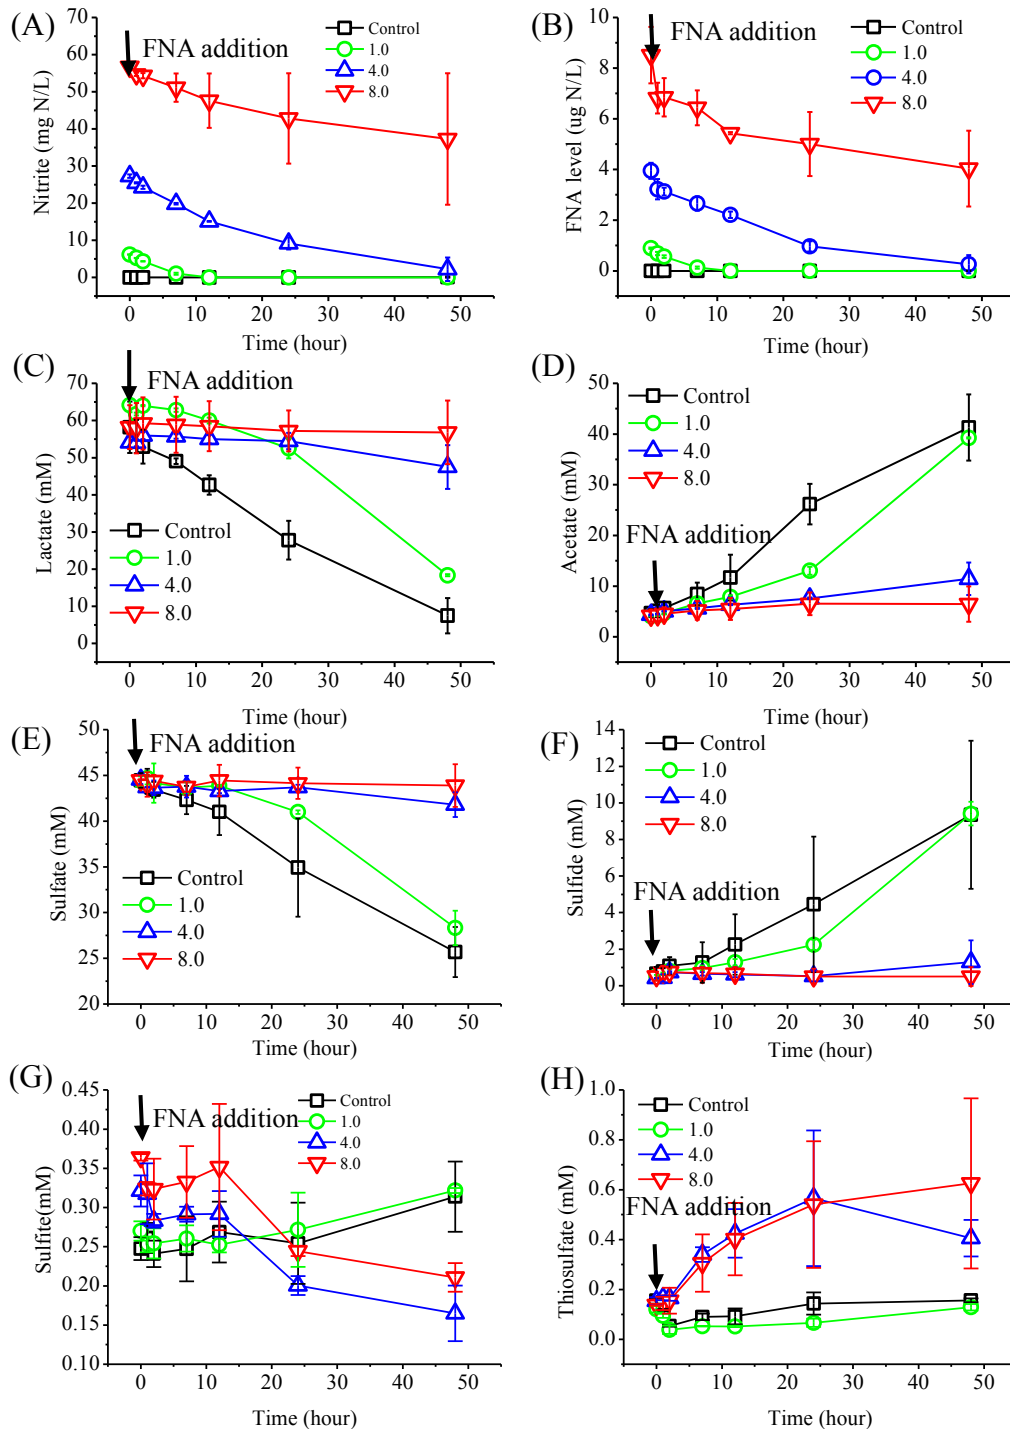 (A)
70
60
50
40
30
20
10
0
Nitrite (mg N/L)
FNA addition
Control
1.0
4.0
8.0
0 10 20 30 40 50
Time (hour)
(B)
10
8
6
4
2
0
FNA level (ug N/L)
FNA addition
Control
1.0
4.0
8.0
0 10 20 30 40 50
Time (hour)
(C)
70
60
50
40
30
20
10
0
Lactate (mM)
FNA addition
Control
1.0
4.0
8.0
0 10 20 30 40 50
Time (hour)
(D)
50
40
30
20
10
0
Acetate (mM)
Control
1.0
4.0
8.0
FNA addition
0 10 20 30 40 50
Time (hour)
(E)
50
45
40
35
30
25
20
Sulfate (mM)
FNA addition
Control
1.0
4.0
8.0
0 10 20 30 40 50
Time (hour)
(F)
14
12
10
8
6
4
2
0
Sulfide (mM)
Control
1.0
4.0
8.0
FNA addition
0 10 20 30 40 50
Time (hour)
(G)
0.45
0.40
0.35
0.30
0.25
0.20
0.15
0.10
Sulfite(mM)
FNA addition
Control
1.0
4.0
8.0
0 10 20 30 40 50
Time (hour)
(H)
1.0
0.8
0.6
0.4
0.2
0.0
Thiosulfate (mM)
Control
1.0
4.0
8.0
FNA addition
0 10 20 30 40 50
Time (hour)